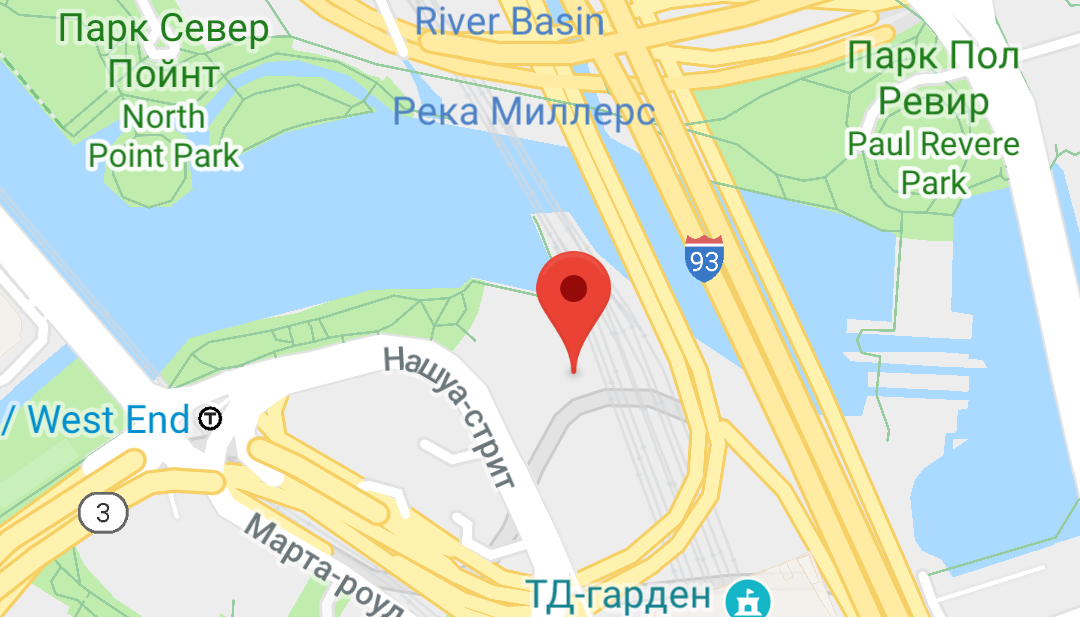 River Basin
Парк Север
Пойнт
North
Point Park
Река Миллерс
Парк Пол
Ревир
Paul Revere
Park
93
Нашуа-стрит
/ West End T
3
Марта-роуд
ТД-гарден